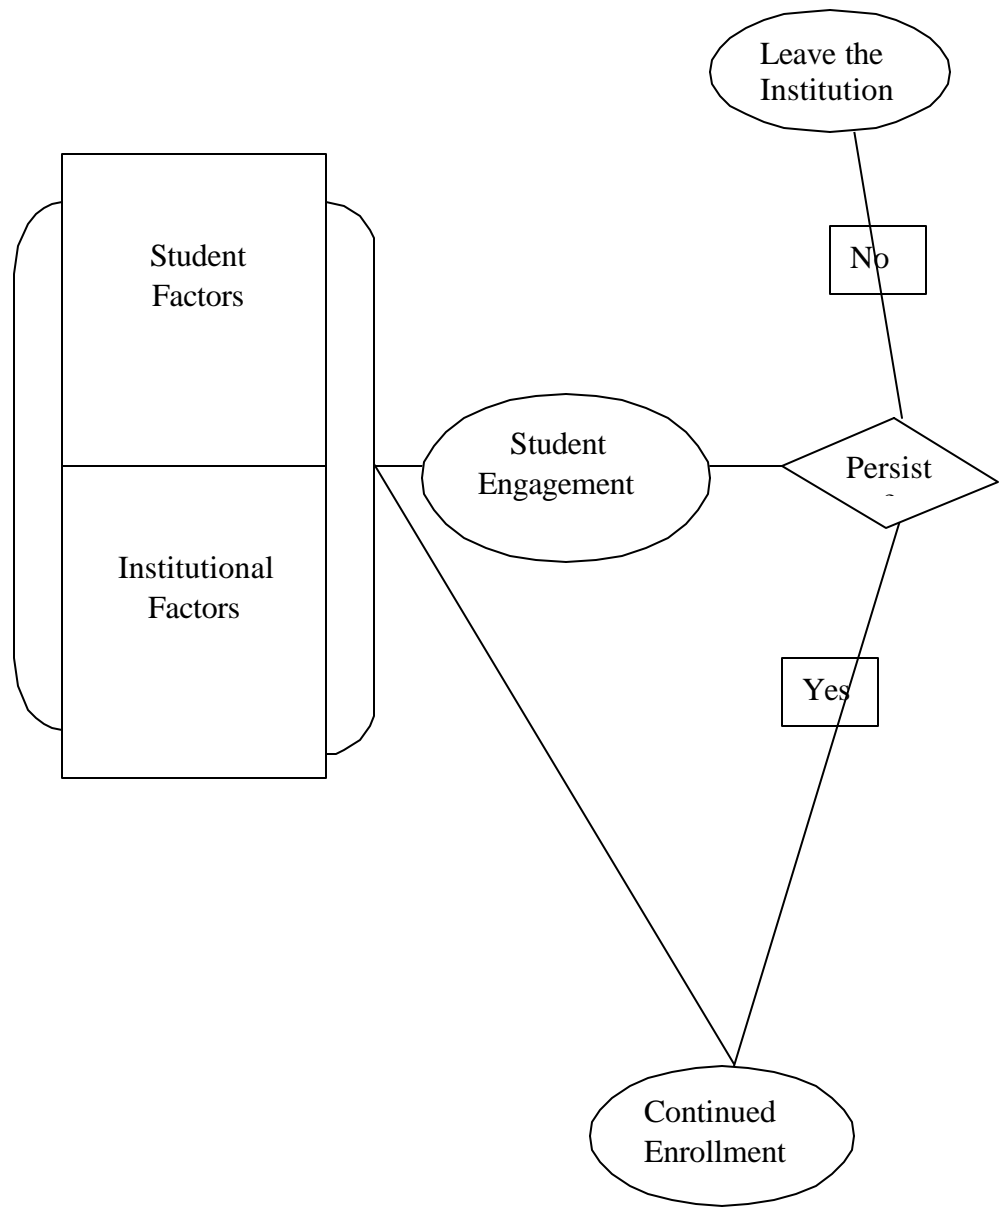 Leave the
Institution
Student
Factors
No
Student
Engagement
Persist
Institutional
Factors
Yes
Continued
Enrollment